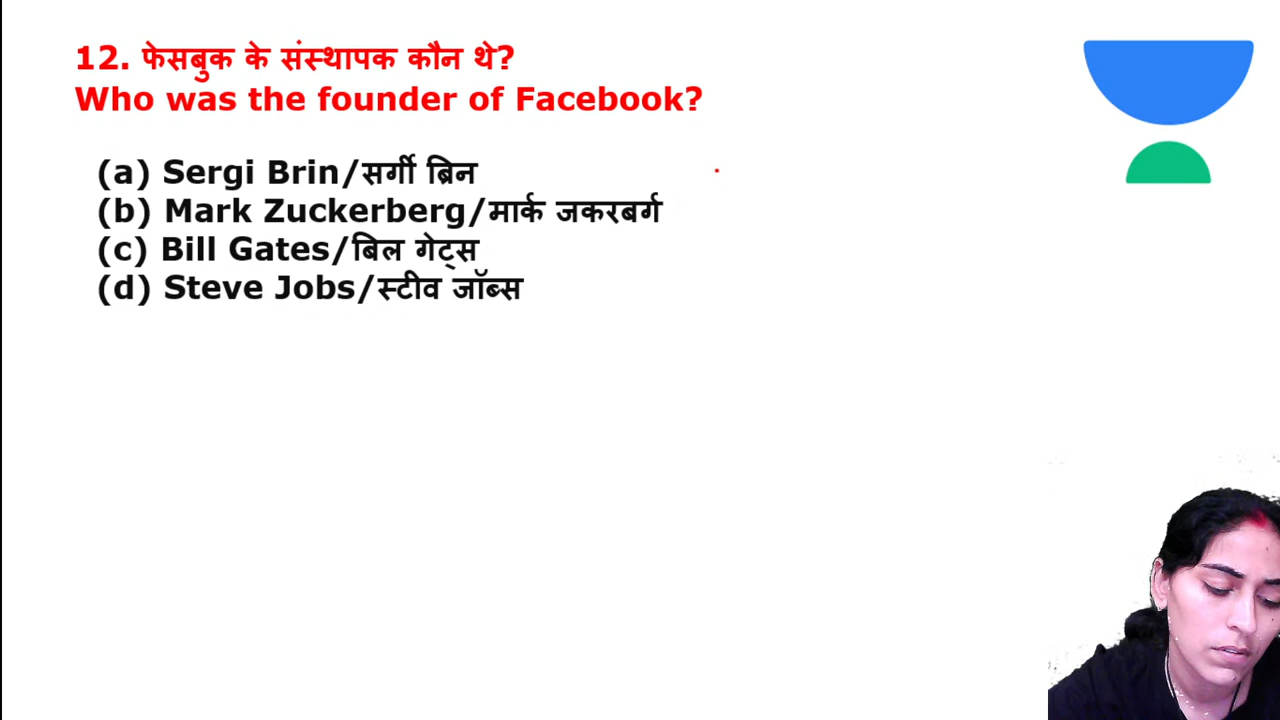 12. फेसबुक के संस्थापक कौन थे?
Who was the founder of Facebook?
(a) Sergi Brin/सर्गी ब्रिन
(b) Mark Zuckerberg/मार्क जकरबर्ग
(c) Bill Gates/बिल गेट्स
(d) Steve Jobs/स्टीव जॉब्स